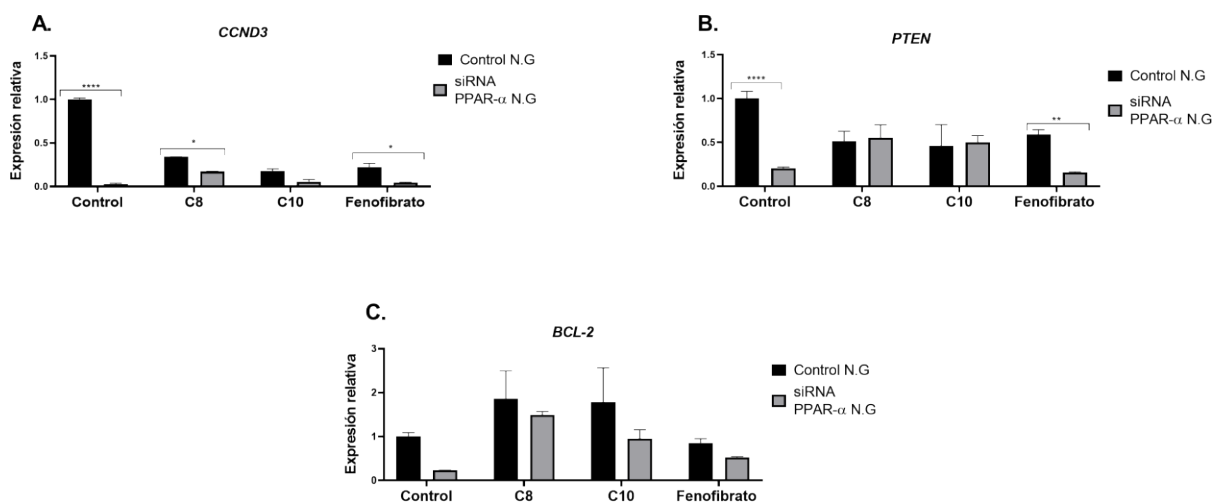 A.
CCND3
Expresión relativa
1.5
1.0
0.5
0.0
****
*
*
Control
C8
C10
Fenofibrato
Control N.G
siRNA
PPAR-α N.G
B.
PTEN
Expresión relativa
1.5
1.0
0.5
0.0
****
**
Control
C8
C10
Fenofibrato
Control N.G
siRNA
PPAR-α N.G
C.
BCL-2
Expresión relativa
3
2
1
0
Control
C8
C10
Fenofibrato
Control N.G
siRNA
PPAR-α N.G